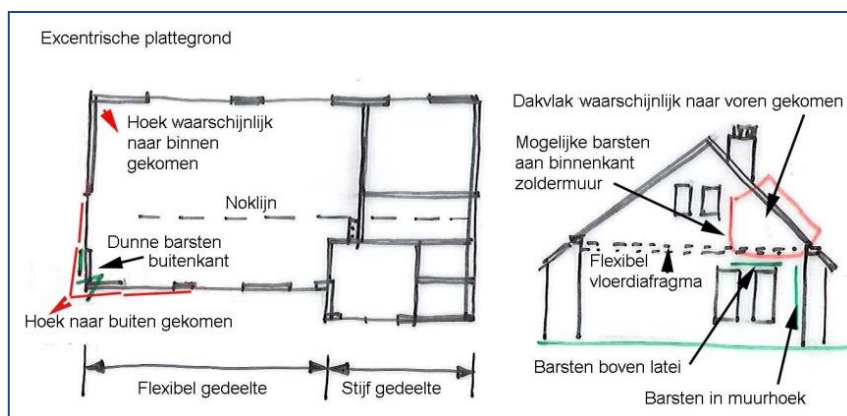 Excentrische plattegrond
Hoek waarschijnlijk
naar binnen
gekomen
Noklijn
Dunne barsten
buitenkant
Hoek naar buiten gekomen
Flexibel gedeelte
Stijf gedeelte
Dakvlak waarschijnlijk naar voren gekomen
Mogelijke barsten
aan binnenkant
zoldermuur
Flexibel
vloerdiafragma
Barsten boven latei
Barsten in muurhoek